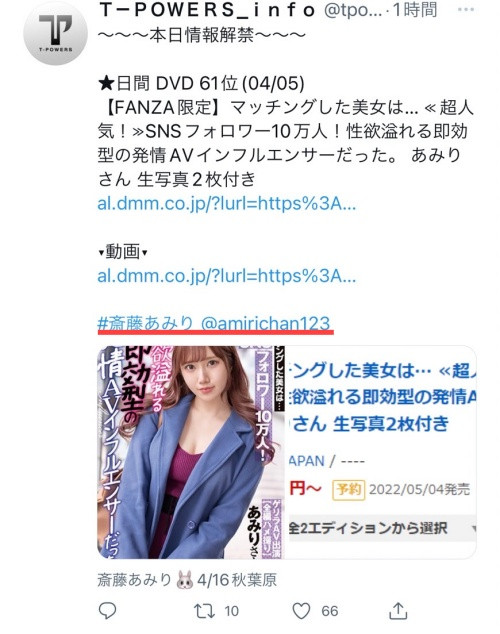 T−POWERS_ｉｎｆｏ @tpo...·1時間 …
T-POWERS
〜〜〜本日情報解禁〜〜〜
★日間 DVD 61位(04/05)
【FANZA限定】マッチングした美女は... ≪超人
気！≫SNSフォロワー10万人！性欲溢れる即効
型の発情AVインフルエンサーだった。 あみり
さん 生写真2枚付き
al.dmm.co.jp/?lurl=https%3A...
▾動画▾
al.dmm.co.jp/?lurl=https%3A...
#斎藤あみり @amirichan123
フォロワー10万人！
欲溢れる
即効型の
情AVインフルエンサーだっ
あみりさ
チングした美女は… ≪超
欲溢れる即効型の発情A
さん 生写真2枚付き
APAN / ----
円～ 予約 2022/05/04発売
全2エディションから選択
斎藤あみり🐰4/16秋葉原
10
66